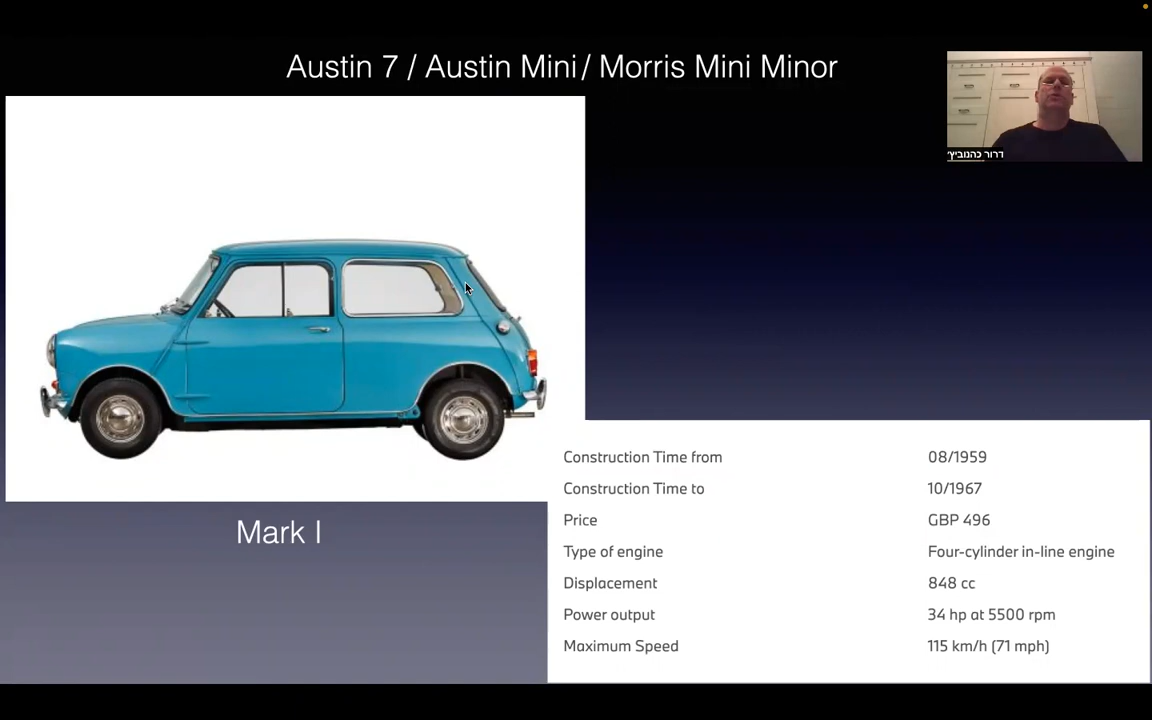 Austin 7 / Austin Mini / Morris Mini Minor
דרור כהנוביץ'
Mark I
Construction Time from 08/1959
Construction Time to 10/1967
Price GBP 496
Type of engine Four-cylinder in-line engine
Displacement 848 cc
Power output 34 hp at 5500 rpm
Maximum Speed 115 km/h (71 mph)